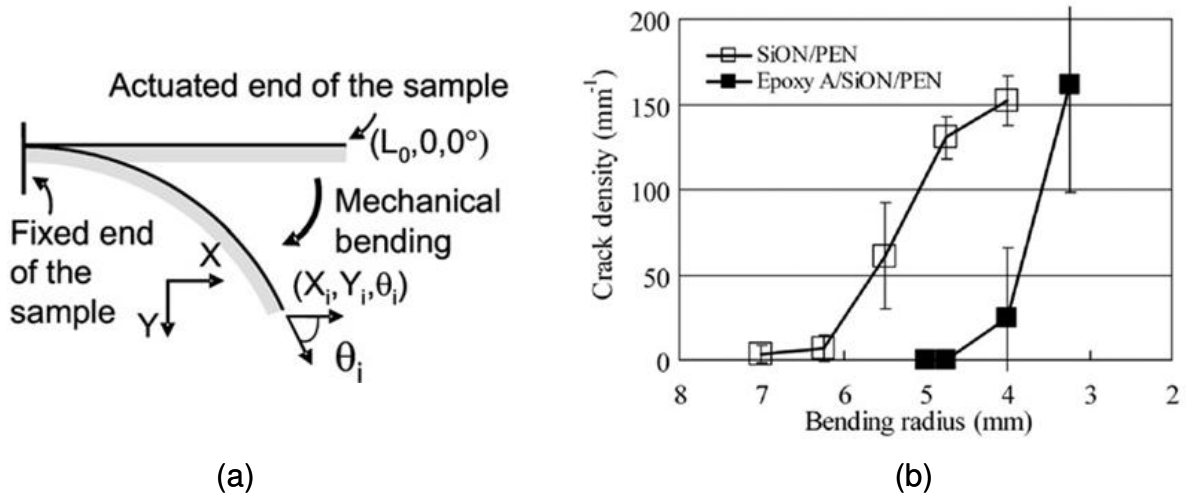 Actuated end of the sample
(L₀,0,0°)
Mechanical
bending
Fixed end
of the
sample
X
Y
(Xᵢ,Yᵢ,θᵢ)
θᵢ
(a)
200
150
100
50
0
Crack density (mm⁻¹)
SiON/PEN
Epoxy A/SiON/PEN
8 7 6 5 4 3 2
Bending radius (mm)
(b)